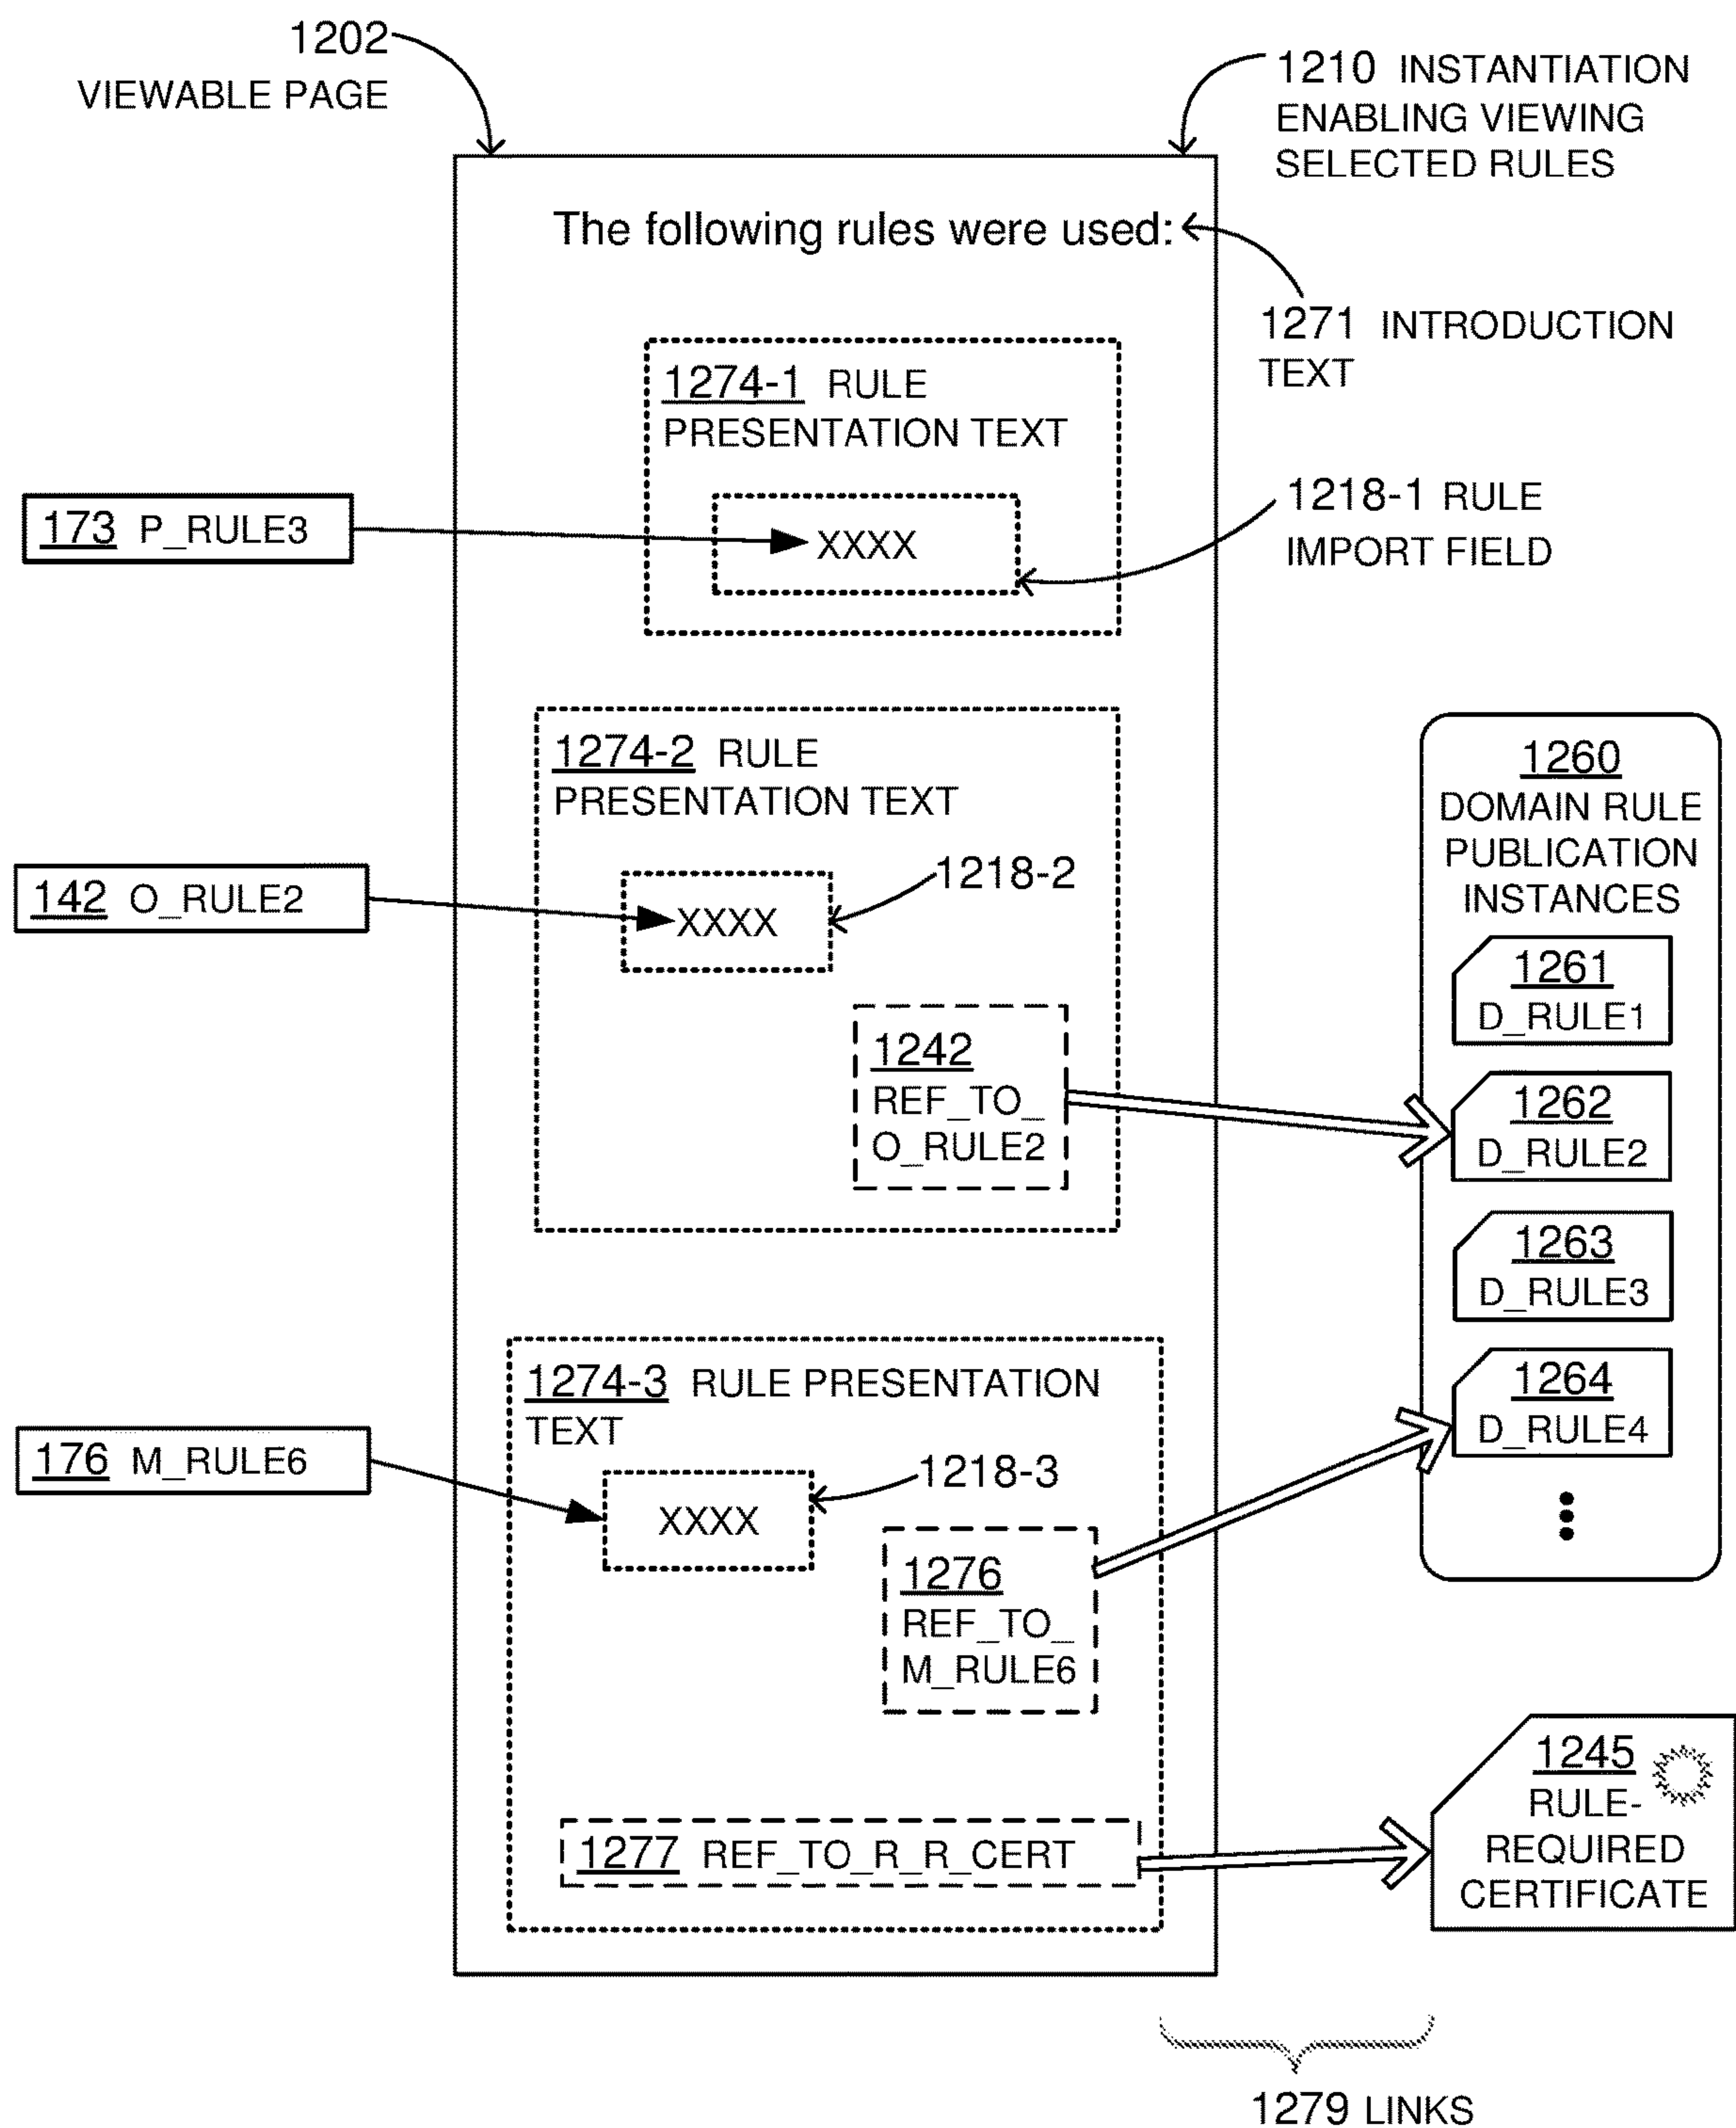 1202
VIEWABLE PAGE
1210 INSTANTIATION
ENABLING VIEWING
SELECTED RULES
The following rules were used:
1271 INTRODUCTION
TEXT
1274-1 RULE
PRESENTATION TEXT
173 P_RULE3
XXXX
1218-1 RULE
IMPORT FIELD
1274-2 RULE
PRESENTATION TEXT
142 O_RULE2
XXXX
1218-2
1242
REF_TO_
O_RULE2
1260
DOMAIN RULE
PUBLICATION
INSTANCES
1261
D_RULE1
1262
D_RULE2
1263
D_RULE3
1264
D_RULE4
1274-3 RULE PRESENTATION
TEXT
176 M_RULE6
XXXX
1218-3
1276
REF_TO_
M_RULE6
1277 REF_TO_R_R_CERT
1245
RULE-
REQUIRED
CERTIFICATE
1279 LINKS